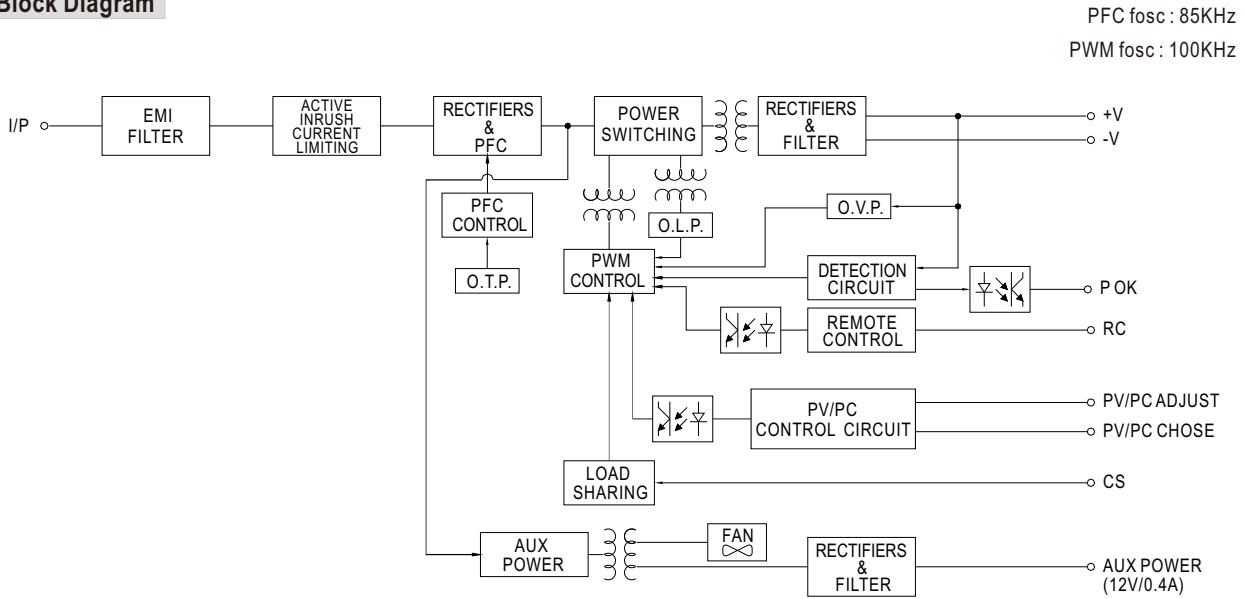 Block Diagram
PFC fosc : 85KHz
PWM fosc : 100KHz
I/P
EMI
FILTER
ACTIVE
INRUSH
CURRENT
LIMITING
RECTIFIERS
&
PFC
POWER
SWITCHING
RECTIFIERS
&
FILTER
+V
-V
PFC
CONTROL
O.T.P.
O.L.P.
O.V.P.
PWM
CONTROL
DETECTION
CIRCUIT
P OK
REMOTE
CONTROL
RC
PV/PC
CONTROL CIRCUIT
PV/PC ADJUST
PV/PC CHOSE
LOAD
SHARING
CS
AUX
POWER
FAN
RECTIFIERS
&
FILTER
AUX POWER
(12V/0.4A)